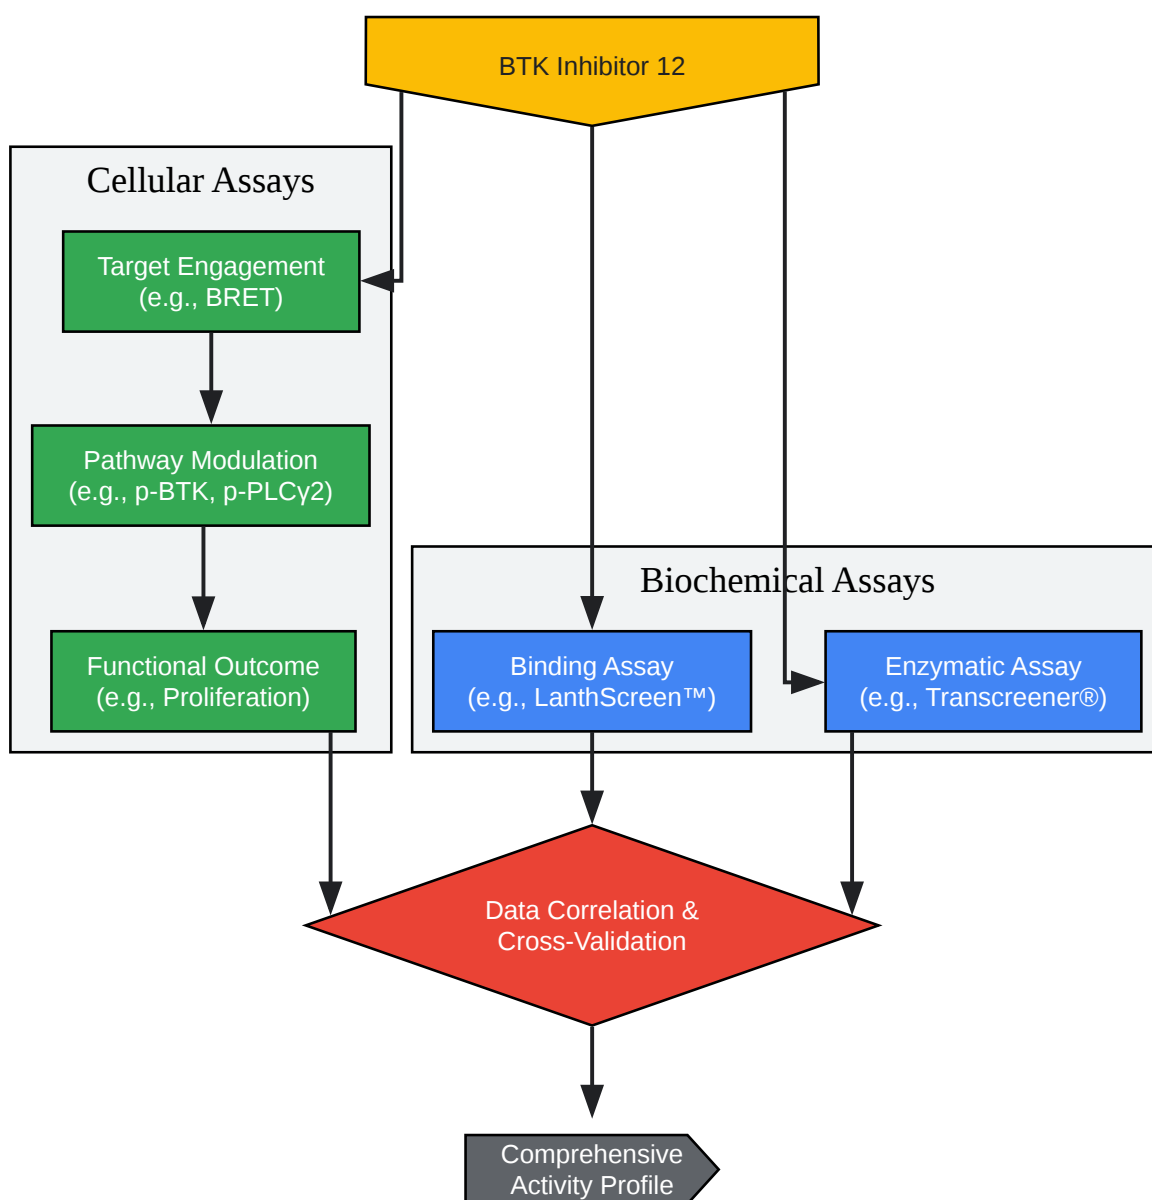 BTK Inhibitor 12
Cellular Assays
Target Engagement
(e.g., BRET)
Pathway Modulation
(e.g., p-BTK, p-PLCγ2)
Functional Outcome
(e.g., Proliferation)
Biochemical Assays
Binding Assay
(e.g., LanthScreen™)
Enzymatic Assay
(e.g., Transcreener®)
Data Correlation &
Cross-Validation
Comprehensive
Activity Profile